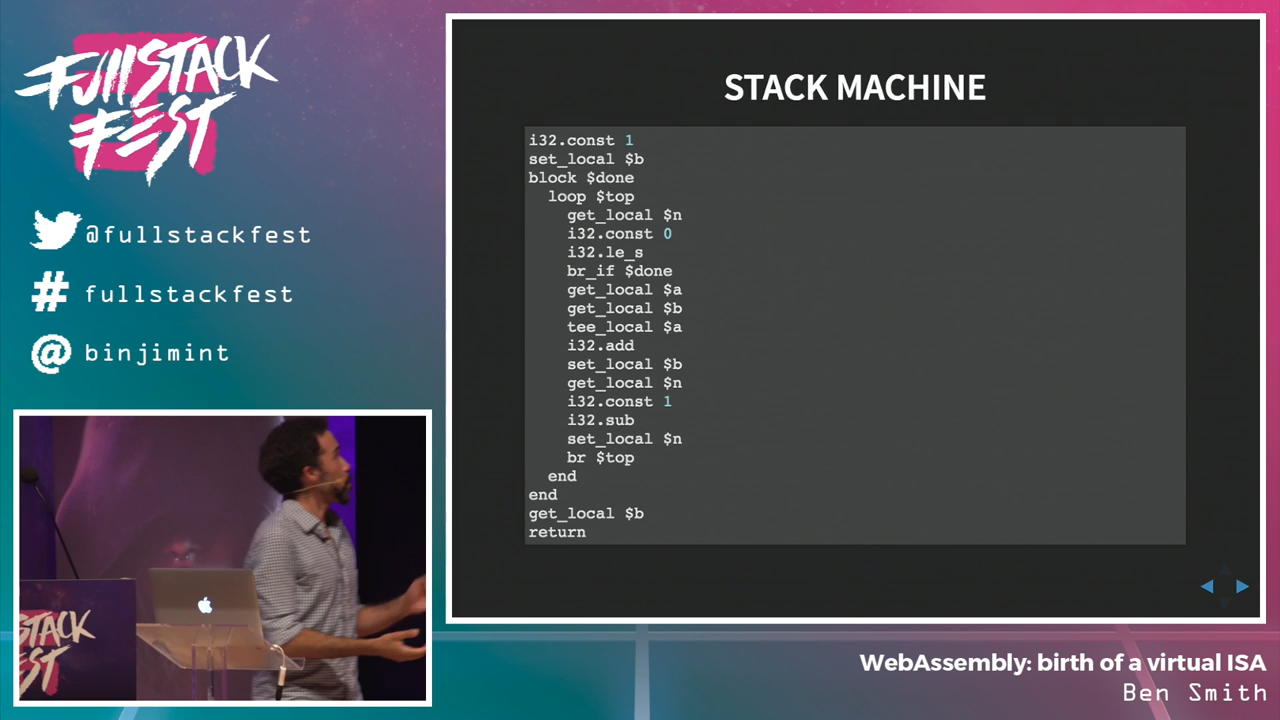 FULLSTACK
FEST
@fullstackfest
# fullstackfest
@ binjimint
STACK MACHINE
i32.const 1
set_local $b
block $done
loop $top
get_local $n
i32.const 0
i32.le_s
br_if $done
get_local $a
get_local $b
tee_local $a
i32.add
set_local $b
get_local $n
i32.const 1
i32.sub
set_local $n
br $top
end
end
get_local $b
return
STACK
FEST
WebAssembly: birth of a virtual ISA
Ben Smith